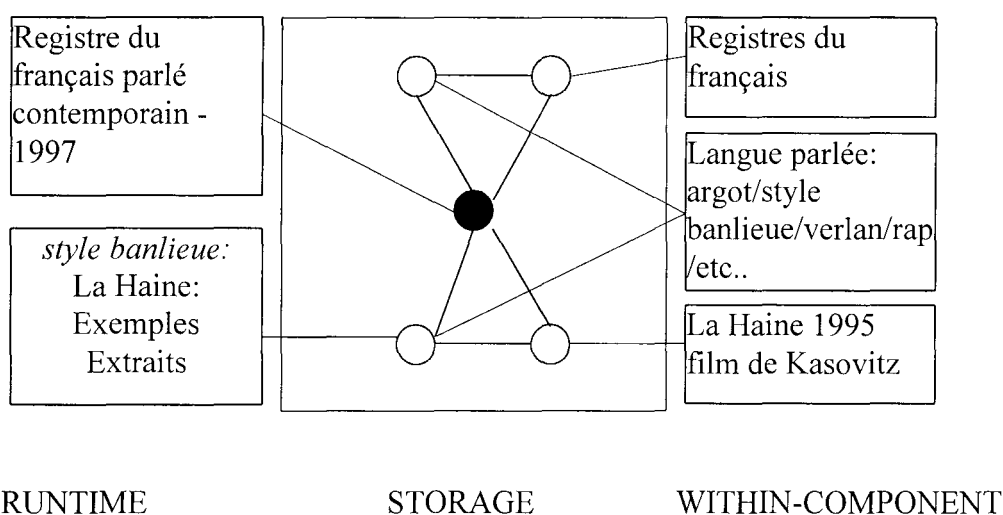 Registre du
français parlé
contemporain -
1997
style banlieue:
La Haine:
Exemples
Extraits
Registres du
français
Langue parlée:
argot/style
banlieue/verlan/rap
/etc..
La Haine 1995
film de Kasovitz
RUNTIME
STORAGE
WITHIN-COMPONENT